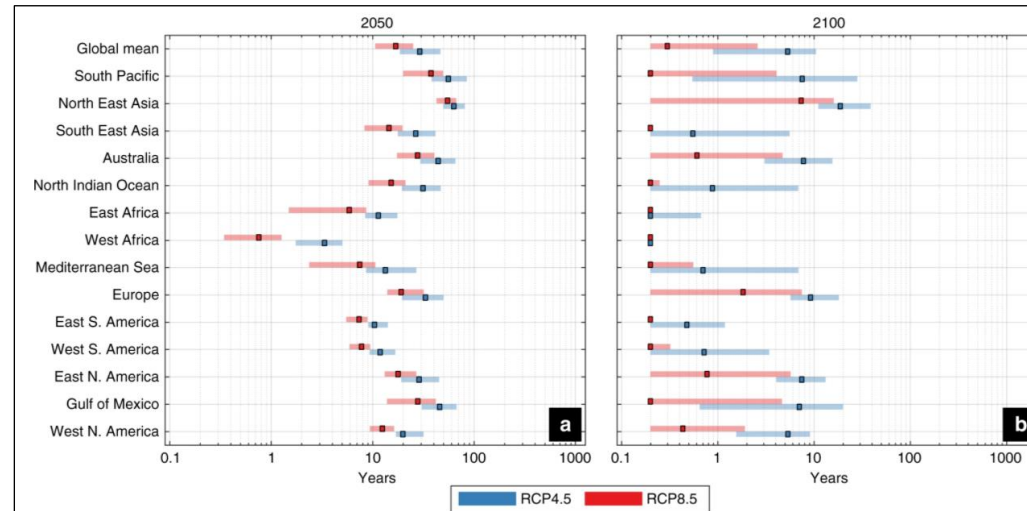 2050
2100
Global mean
South Pacific
North East Asia
South East Asia
Australia
North Indian Ocean
East Africa
West Africa
Mediterranean Sea
Europe
East S. America
West S. America
East N. America
Gulf of Mexico
West N. America
a
b
0.1 1 10 100 1000
0.1 1 10 100 1000
Years
Years
RCP4.5 RCP8.5